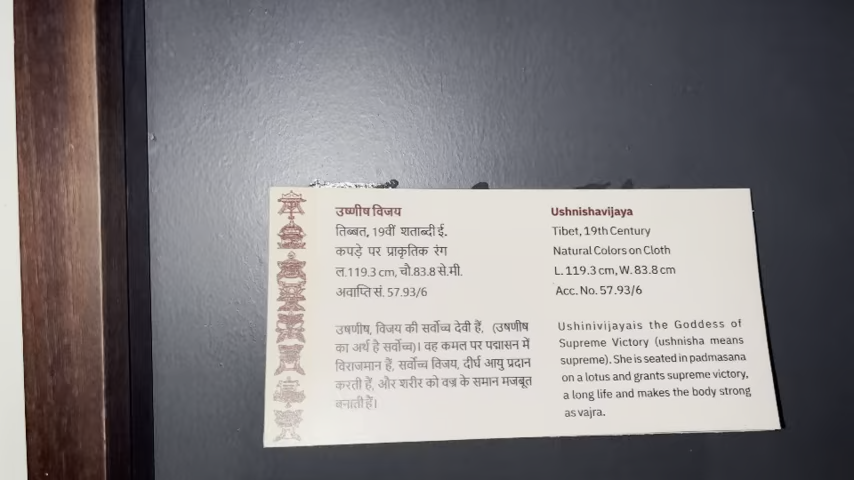 उष्णीष विजय
तिब्बत, 19वीं शताब्दी ई.
कपड़े पर प्राकृतिक रंग
ल.119.3 cm, चौ.83.8 से.मी.
अवाप्ति सं. 57.93/6
उषणीष, विजय की सर्वोच्च देवी हैं, (उषणीष
का अर्थ है सर्वोच्च)। वह कमल पर पद्मासन में
विराजमान हैं, सर्वोच्च विजय, दीर्घ आयु प्रदान
करती हैं, और शरीर को वज्र के समान मजबूत
बनाती हैं।
Ushnishavijaya
Tibet, 19th Century
Natural Colors on Cloth
L. 119.3 cm, W. 83.8 cm
Acc. No. 57.93/6
Ushinivijayais the Goddess of
Supreme Victory (ushnisha means
supreme). She is seated in padmasana
on a lotus and grants supreme victory,
a long life and makes the body strong
as vajra.